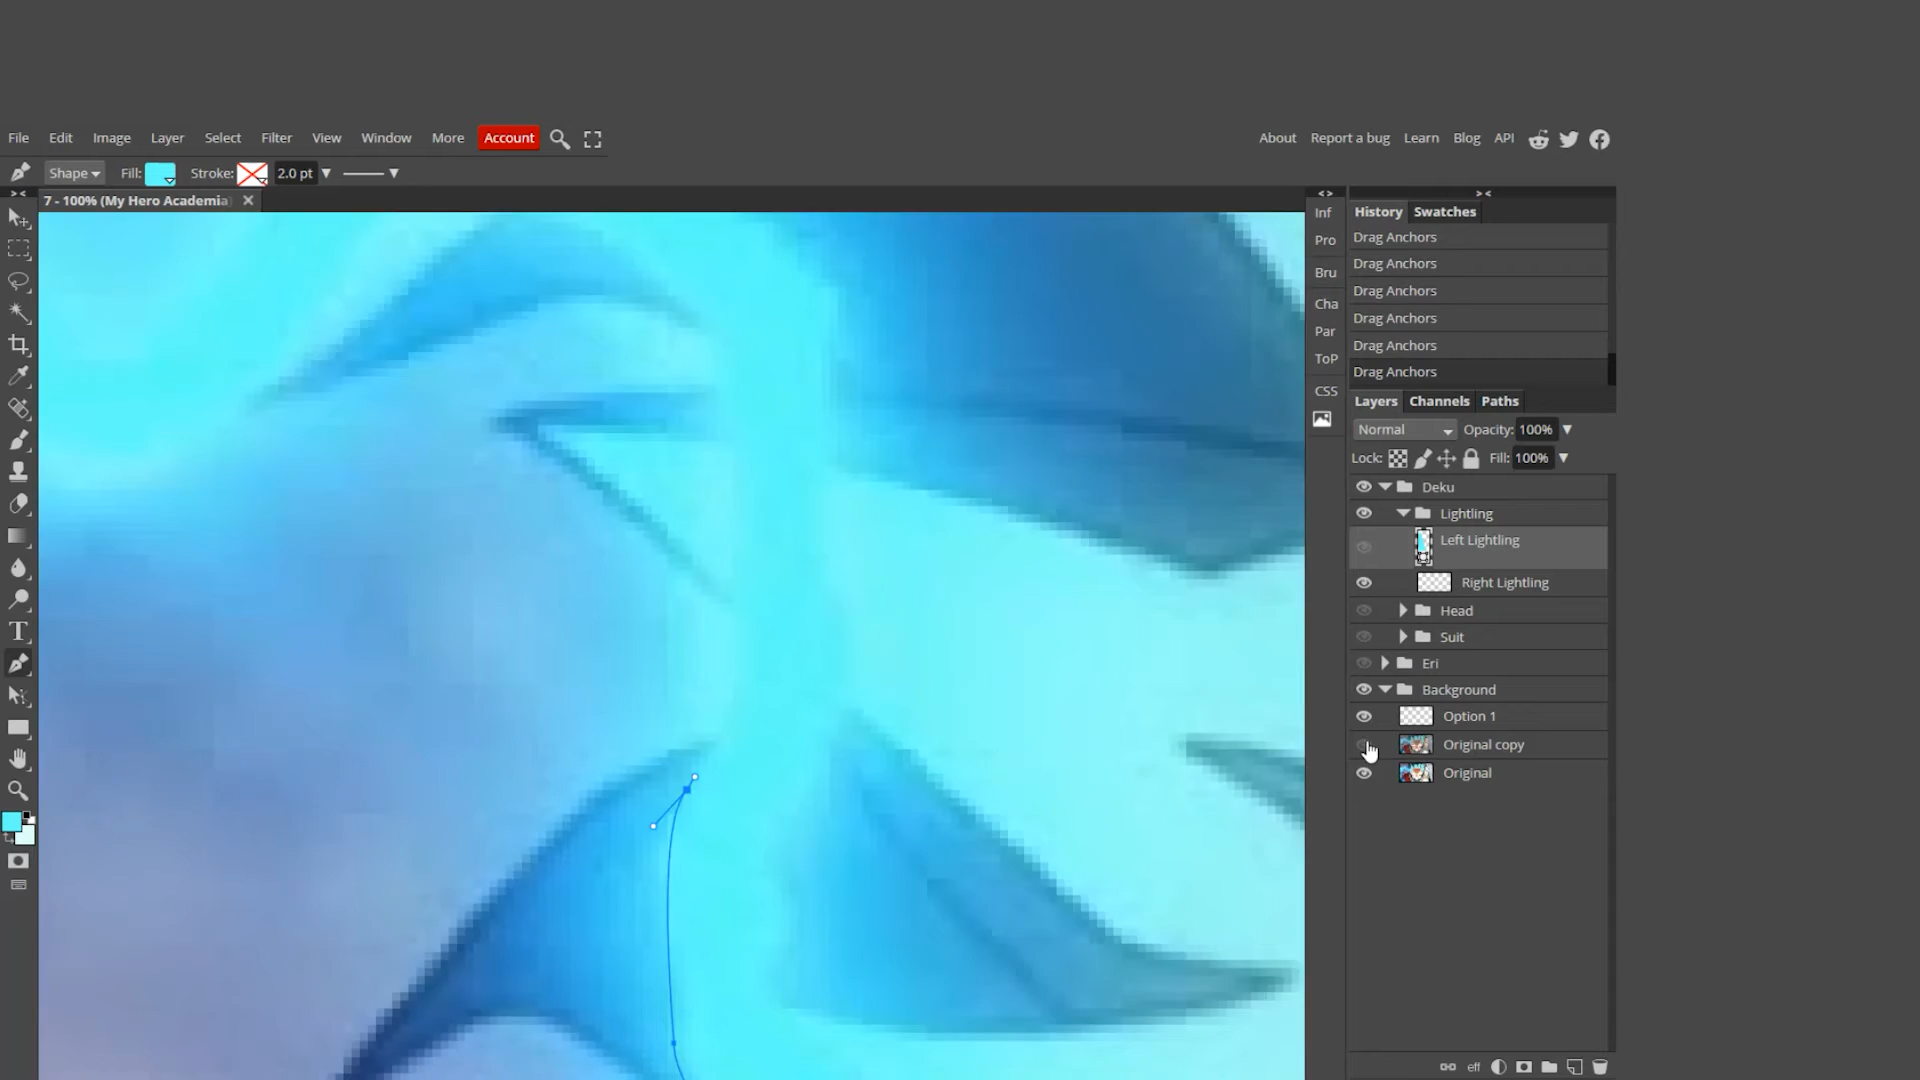 File Edit Image Layer Select Filter View Window More Account About Report a bug Learn Blog API
Shape Fill: Stroke: 2.0 pt
7 - 100% (My Hero Academia)
Inf
Pro
Bru
Cha
Par
ToP
CSS
History Swatches
Drag Anchors
Drag Anchors
Drag Anchors
Drag Anchors
Drag Anchors
Drag Anchors
Layers Channels Paths
Normal Opacity: 100%
Lock: Fill: 100%
Deku
Lightling
Left Lightling
Right Lightling
Head
Suit
Eri
Background
Option 1
Original copy
Original
eff